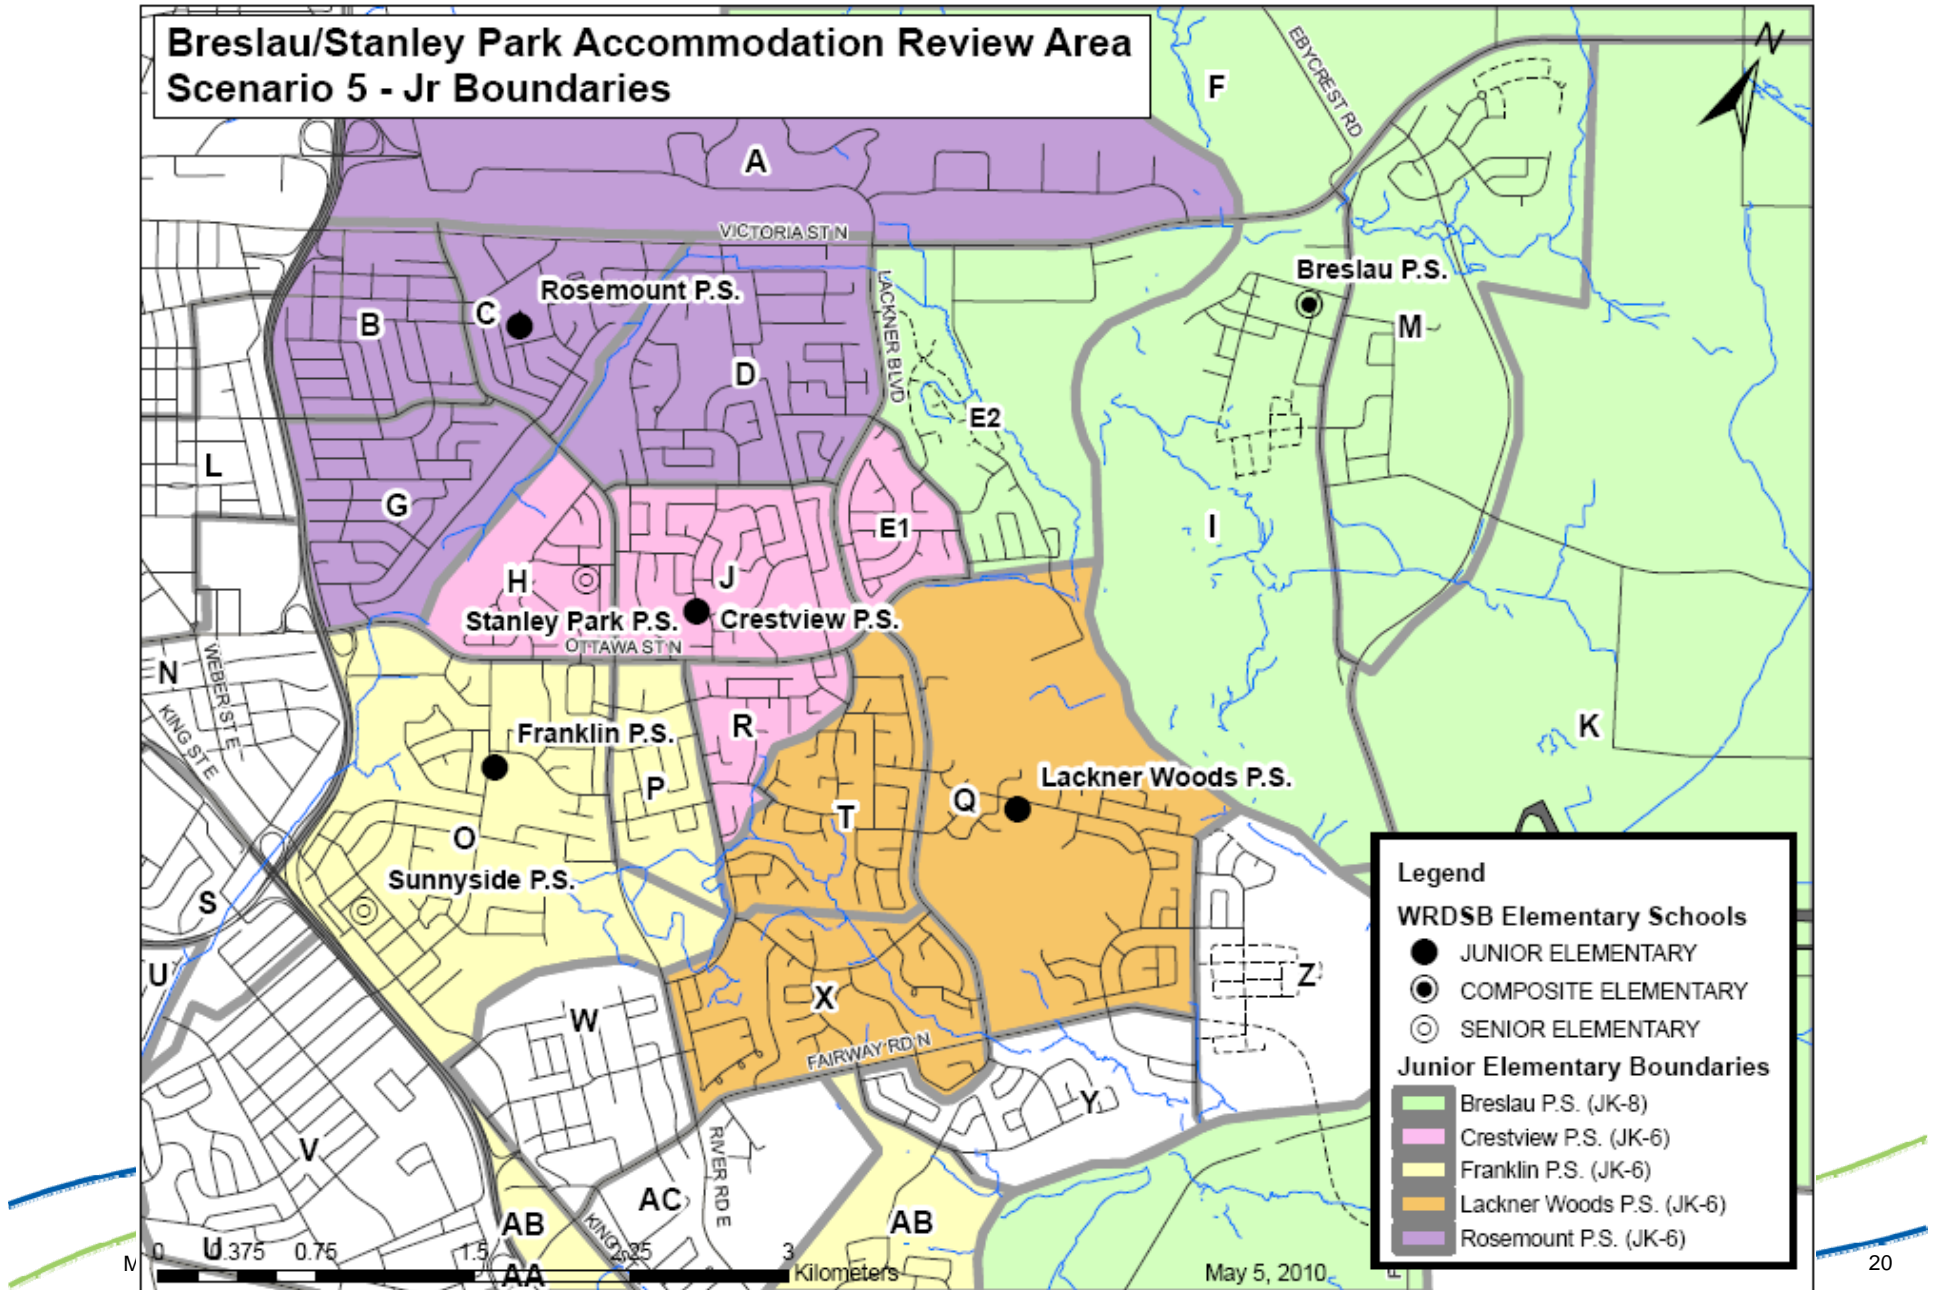 Breslau/Stanley Park Accommodation Review Area
Scenario 5 - Jr Boundaries
N
EBYCREST RD
F
A
VICTORIA ST N
Breslau P.S.
Rosemount P.S.
LACKNER BLVD
B
C
M
D
E2
L
G
E1
I
H
J
Stanley Park P.S.
Crestview P.S.
OTTAWA ST N
N
WEBER ST E
KING ST E
R
K
Franklin P.S.
P
Lackner Woods P.S.
Q
T
O
Sunnyside P.S.
S
U
X
Z
W
FAIRWAY RD N
Y
V
RIVER RD E
AC
AB
AB
U
AA
Legend
WRDSB Elementary Schools
JUNIOR ELEMENTARY
COMPOSITE ELEMENTARY
SENIOR ELEMENTARY
Junior Elementary Boundaries
Breslau P.S. (JK-8)
Crestview P.S. (JK-6)
Franklin P.S. (JK-6)
Lackner Woods P.S. (JK-6)
Rosemount P.S. (JK-6)
0 0.375 0.75 1.5 2.25 3
Kilometers
May 5, 2010
20